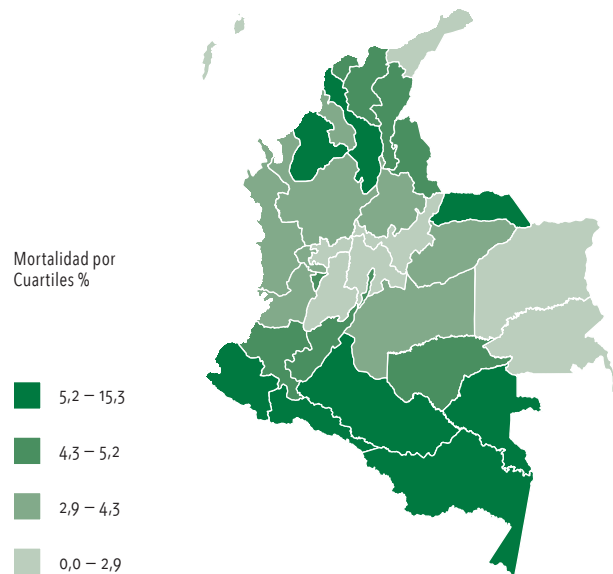 Mortalidad por
Cuartiles %
5,2 – 15,3
4,3 – 5,2
2,9 – 4,3
0,0 – 2,9